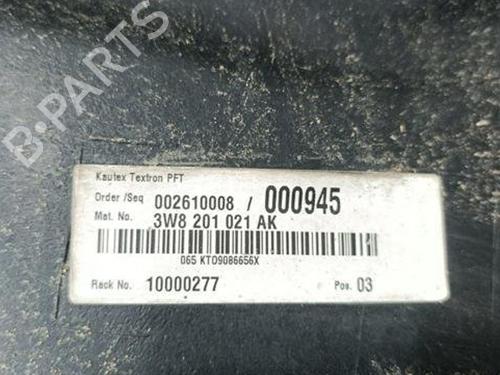 B·PARTS
Kautex Textron PFT
Order /Seq 002610008 / 000945
Mat. No. 3W8 201 021 AK
065 KTD9086656X
Rack No. 10000277 Pos. 03